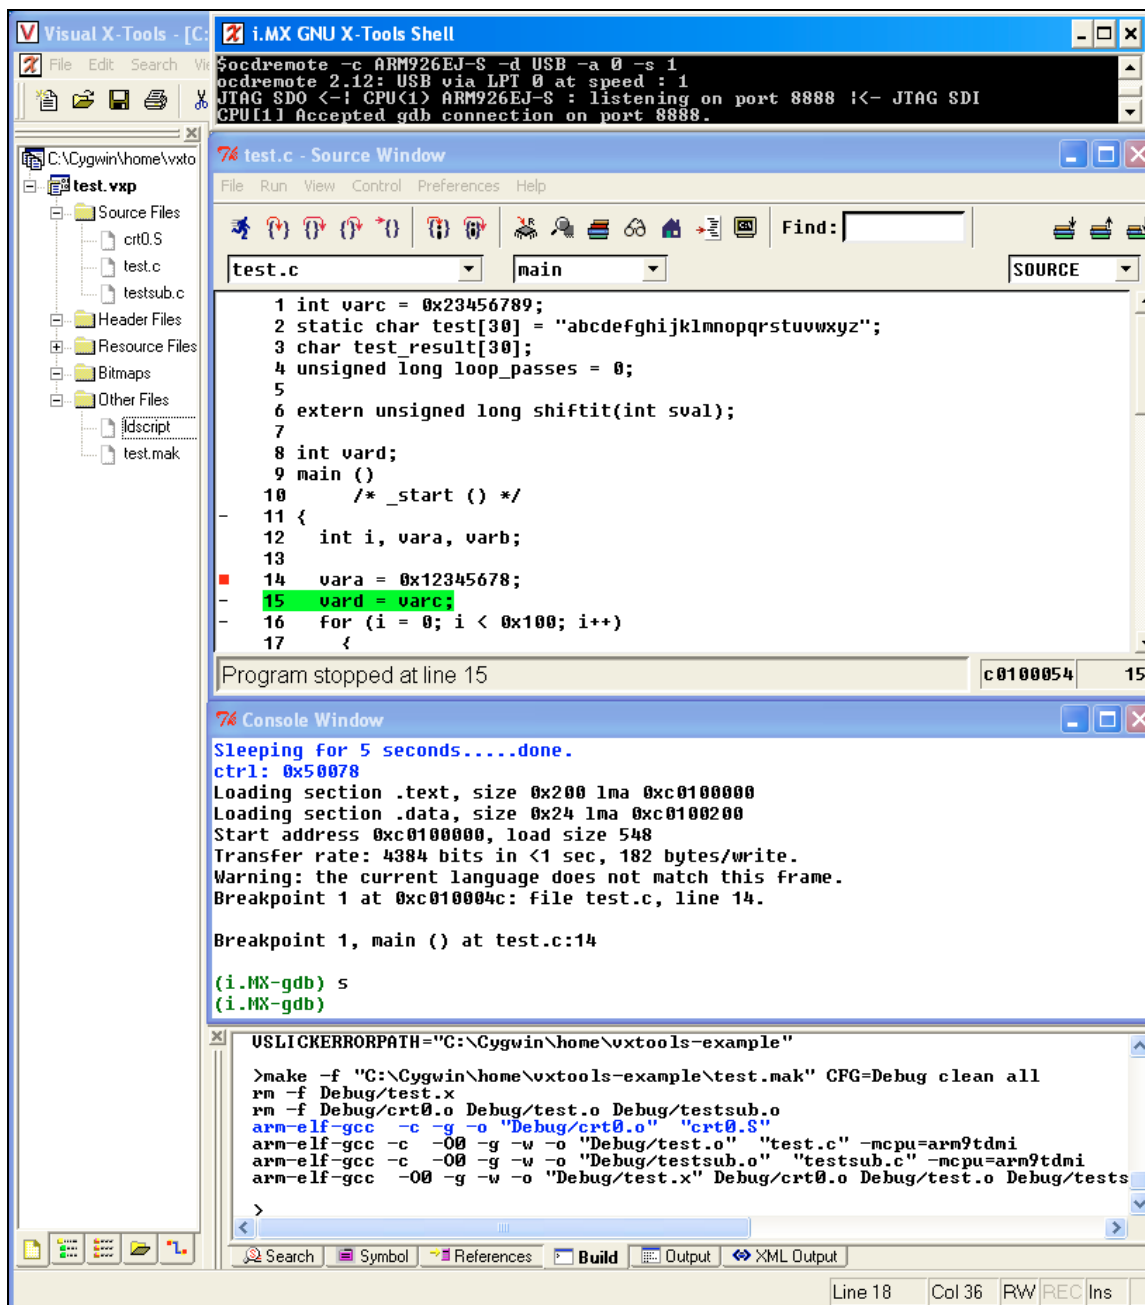 Visual X-Tools - [C:
File Edit Search Vi
i.MX GNU X-Tools Shell
$ocdremote -c ARM926EJ-S -d USB -a 0 -s 1
ocdremote 2.12: USB via LPT 0 at speed : 1
JTAG SDO <-| CPU(1) ARM926EJ-S : listening on port 8888 |<- JTAG SDI
CPU[1] Accepted gdb connection on port 8888.
C:\Cygwin\home\vxto
test.vxp
Source Files
crt0.S
test.c
testsub.c
Header Files
Resource Files
Bitmaps
Other Files
ldscript
test.mak
test.c - Source Window
File Run View Control Preferences Help
Find:
test.c main SOURCE
1 int varc = 0x23456789;
2 static char test[30] = "abcdefghijklmnopqrstuvwxyz";
3 char test_result[30];
4 unsigned long loop_passes = 0;
5
6 extern unsigned long shiftit(int sval);
7
8 int vard;
9 main ()
10 /* _start () */
- 11 {
12 int i, vara, varb;
13
14 vara = 0x12345678;
- 15 vard = varc;
- 16 for (i = 0; i < 0x100; i++)
17 {
Program stopped at line 15 c0100054 15
Console Window
Sleeping for 5 seconds.....done.
ctrl: 0x50078
Loading section .text, size 0x200 lma 0xc0100000
Loading section .data, size 0x24 lma 0xc0100200
Start address 0xc0100000, load size 548
Transfer rate: 4384 bits in <1 sec, 182 bytes/write.
Warning: the current language does not match this frame.
Breakpoint 1 at 0xc010004c: file test.c, line 14.
Breakpoint 1, main () at test.c:14
(i.MX-gdb) s
(i.MX-gdb)
VSLICKERRORPATH="C:\Cygwin\home\vxtools-example"
>make -f "C:\Cygwin\home\vxtools-example\test.mak" CFG=Debug clean all
rm -f Debug/test.x
rm -f Debug/crt0.o Debug/test.o Debug/testsub.o
arm-elf-gcc -c -g -o "Debug/crt0.o" "crt0.S"
arm-elf-gcc -c -O0 -g -w -o "Debug/test.o" "test.c" -mcpu=arm9tdmi
arm-elf-gcc -c -O0 -g -w -o "Debug/testsub.o" "testsub.c" -mcpu=arm9tdmi
arm-elf-gcc -O0 -g -w -o "Debug/test.x" Debug/crt0.o Debug/test.o Debug/tests
>
Search Symbol References Build Output XML Output
Line 18 Col 36 RW REC Ins